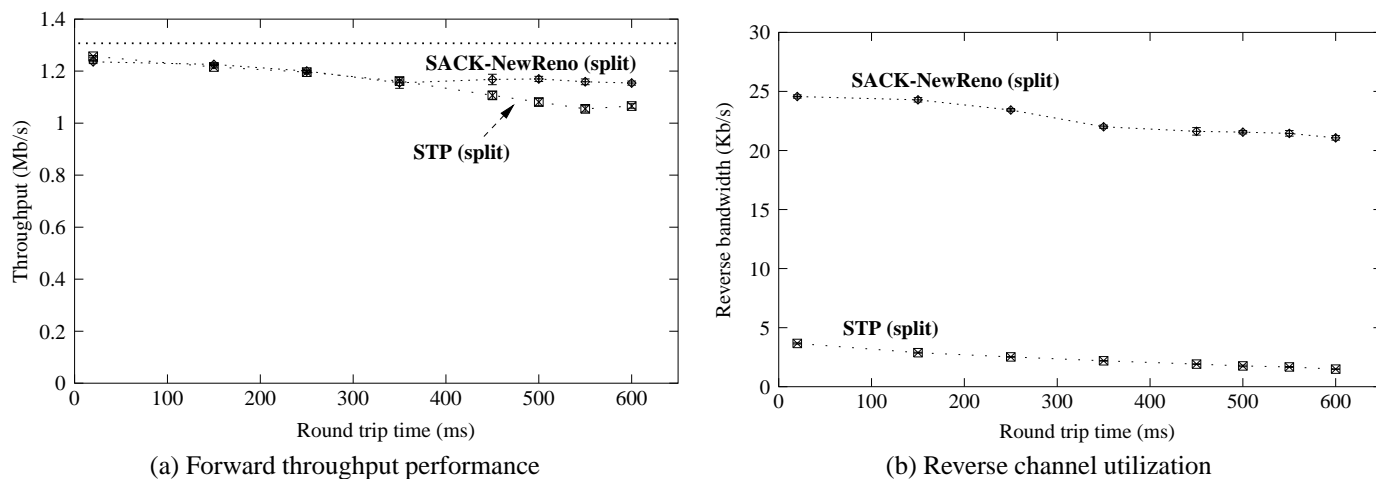 1.4
1.2
1
0.8
0.6
0.4
0.2
0
Throughput (Mb/s)
SACK-NewReno (split)
STP (split)
0 100 200 300 400 500 600
Round trip time (ms)
(a) Forward throughput performance
30
25
20
15
10
5
0
Reverse bandwidth (Kb/s)
SACK-NewReno (split)
STP (split)
0 100 200 300 400 500 600
Round trip time (ms)
(b) Reverse channel utilization